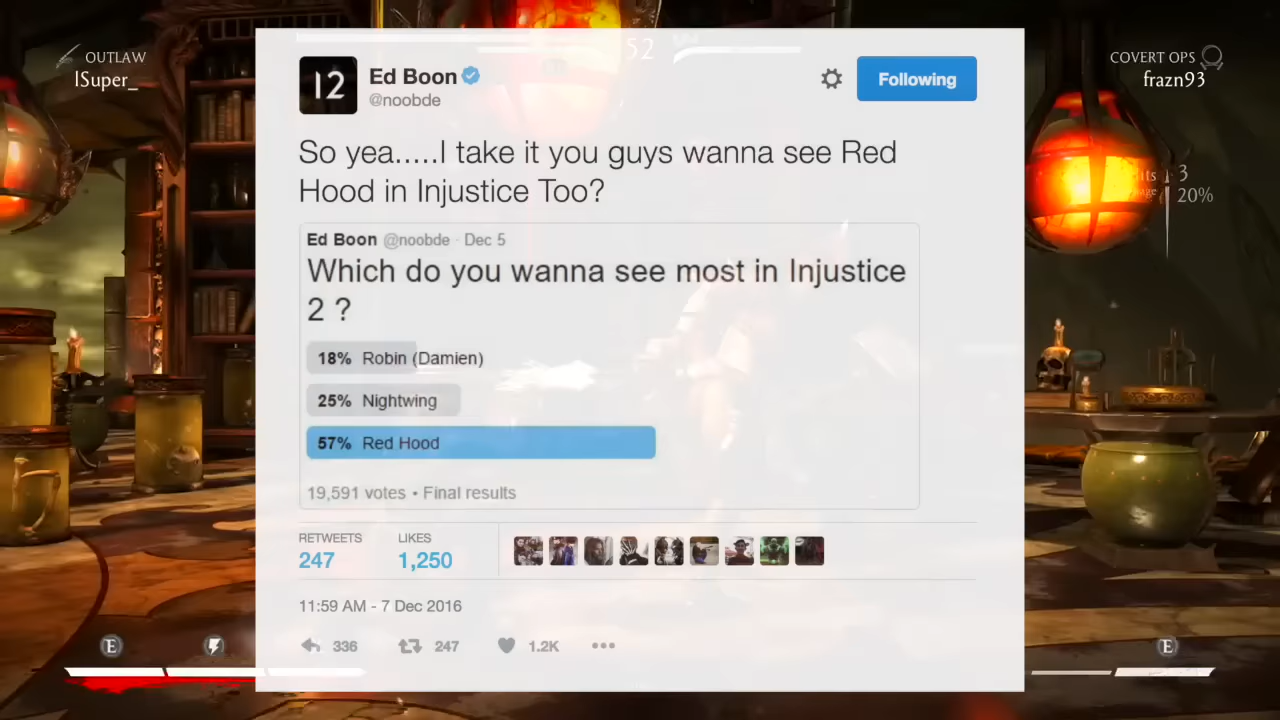 OUTLAW
ISuper_
52
COVERT OPS
frazn93
3
20%
12
Ed Boon
@noobde
Following
So yea.....I take it you guys wanna see Red
Hood in Injustice Too?
Ed Boon @noobde · Dec 5
Which do you wanna see most in Injustice
2 ?
18% Robin (Damien)
25% Nightwing
57% Red Hood
19,591 votes • Final results
RETWEETS LIKES
247 1,250
11:59 AM - 7 Dec 2016
336 247 1.2K •••
E
E